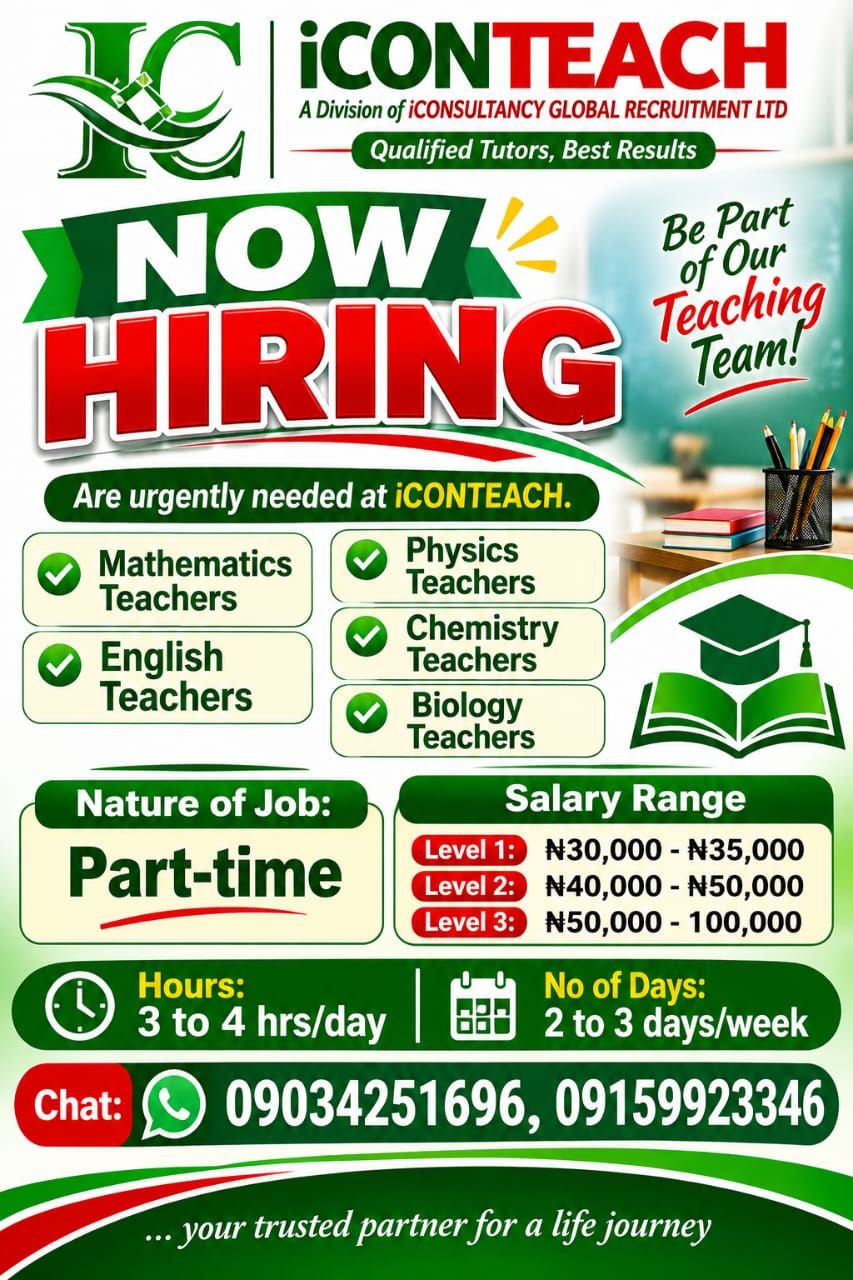 IC
iCONTEACH
A Division of iCONSULTANCY GLOBAL RECRUITMENT LTD
Qualified Tutors, Best Results
NOW
HIRING
Be Part
of Our
Teaching
Team!
Are urgently needed at iCONTEACH.
Mathematics
Teachers
English
Teachers
Physics
Teachers
Chemistry
Teachers
Biology
Teachers
Nature of Job:
Part-time
Salary Range
Level 1: ₦30,000 - ₦35,000
Level 2: ₦40,000 - ₦50,000
Level 3: ₦50,000 - 100,000
Hours:
3 to 4 hrs/day
No of Days:
2 to 3 days/week
Chat: 09034251696, 09159923346
... your trusted partner for a life journey